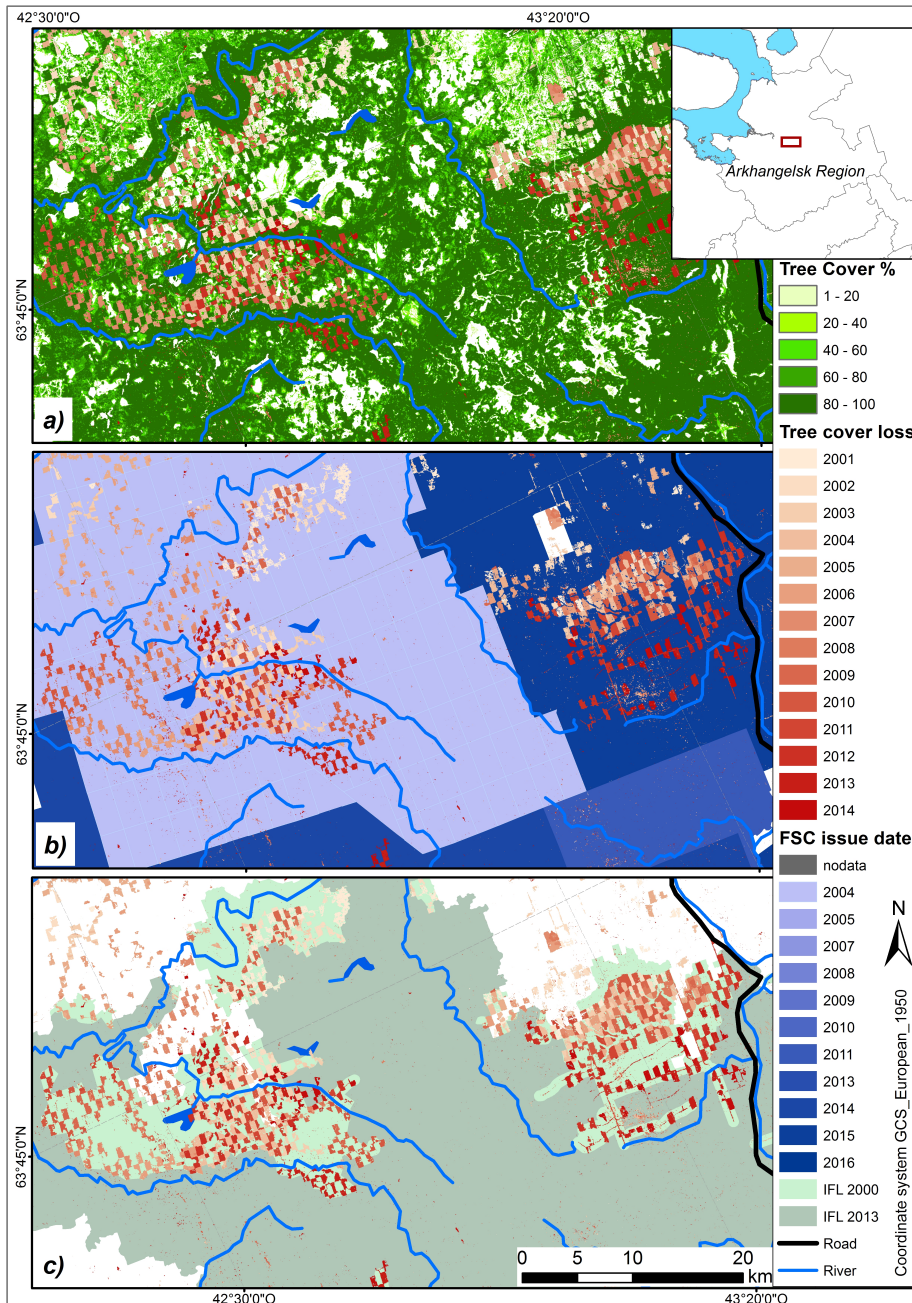 42°30'0"O
43°20'0"O
Arkhangelsk Region
63°45'0"N
a)
Tree Cover %
1 - 20
20 - 40
40 - 60
60 - 80
80 - 100
Tree cover loss
2001
2002
2003
2004
2005
2006
2007
2008
2009
2010
2011
2012
2013
2014
63°45'0"N
b)
FSC issue date
nodata
2004
2005
2007
2008
2009
2010
2011
2013
2014
2015
2016
IFL 2000
IFL 2013
Road
River
N
Coordinate system GCS_European_1950
63°45'0"N
c)
0 5 10 20
km
42°30'0"O
43°20'0"O